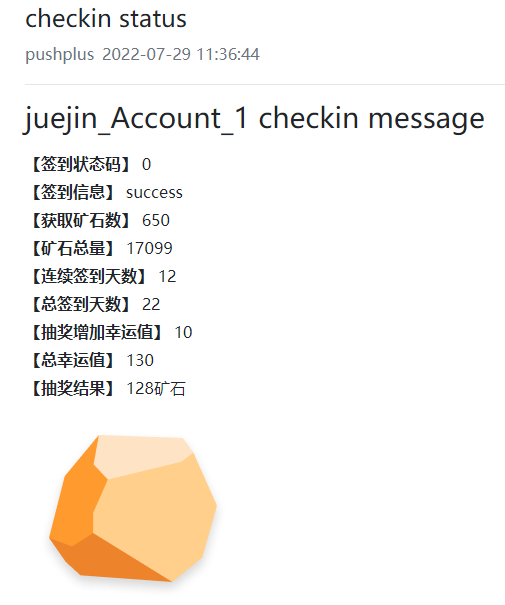 checkin status
pushplus 2022-07-29 11:36:44
juejin_Account_1 checkin message
【签到状态码】 0
【签到信息】 success
【获取矿石数】 650
【矿石总量】 17099
【连续签到天数】 12
【总签到天数】 22
【抽奖增加幸运值】 10
【总幸运值】 130
【抽奖结果】 128矿石